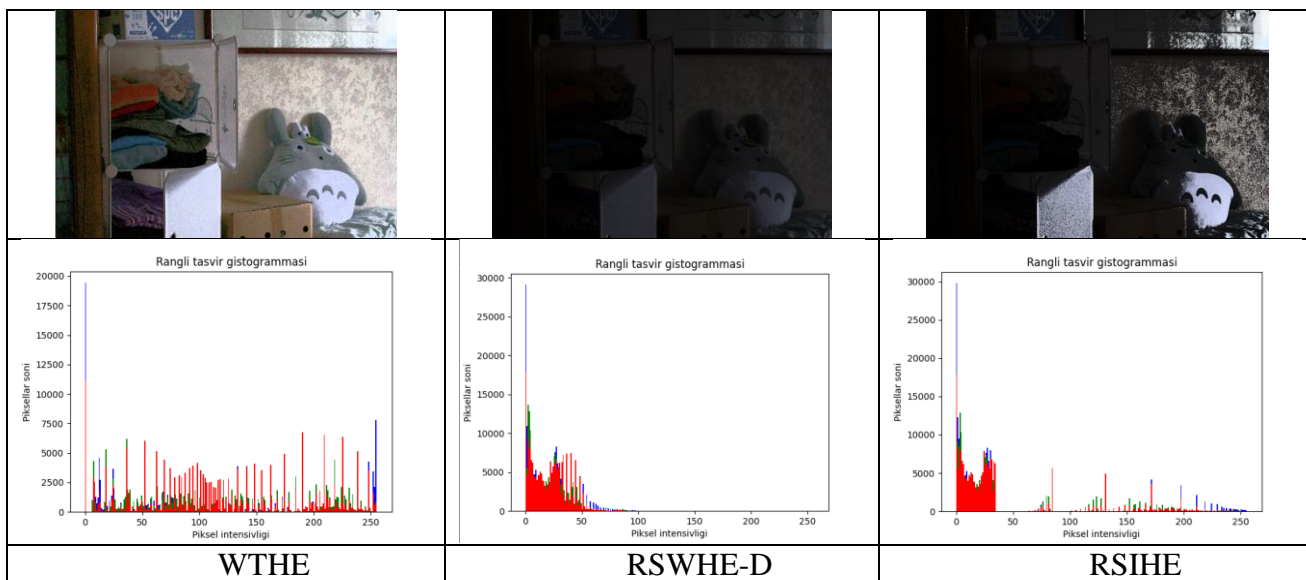 spci
Rangli tasvir gistogrammasi
Piksellar soni
20000
17500
15000
12500
10000
7500
5000
2500
0
0 50 100 150 200 250
Piksel intensivligi
Rangli tasvir gistogrammasi
Piksellar soni
30000
25000
20000
15000
10000
5000
0
0 50 100 150 200 250
Piksel intensivligi
Rangli tasvir gistogrammasi
Piksellar soni
30000
25000
20000
15000
10000
5000
0
0 50 100 150 200 250
Piksel intensivligi
WTHE RSWHE-D RSIHE